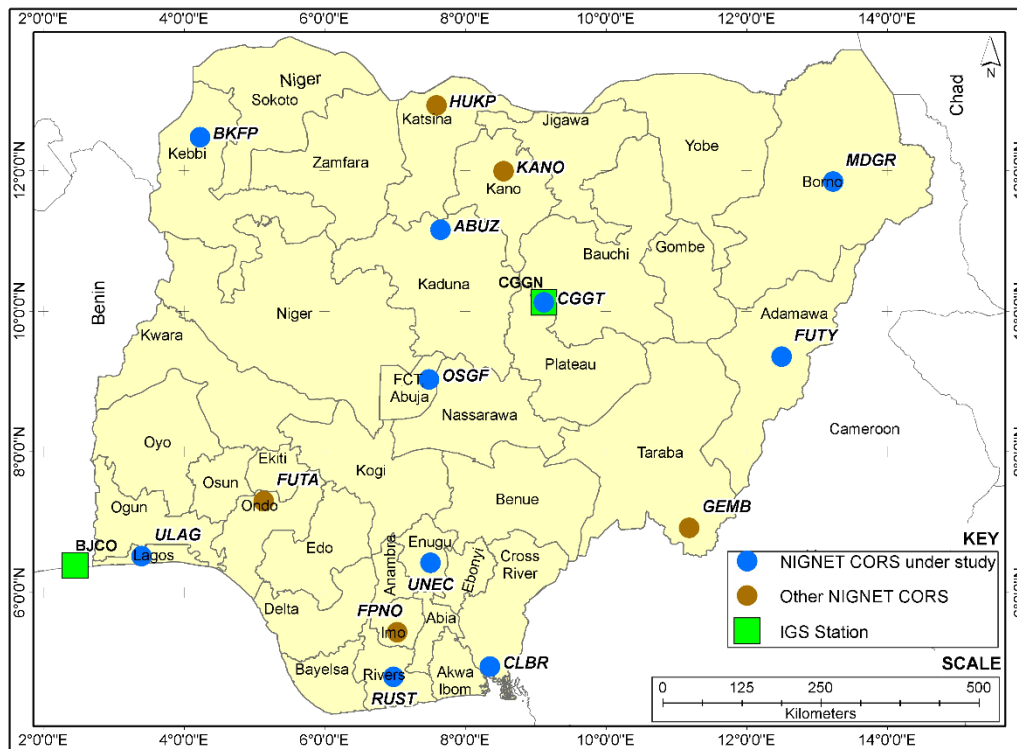 2°0'0"E 4°0'0"E 6°0'0"E 8°0'0"E 10°0'0"E 12°0'0"E 14°0'0"E
N
Chad
Niger
Sokoto
HUKP
Katsina
Jigawa
BKFP
Kebbi
Zamfara
Yobe
KANO
Kano
MDGR
Borno
12°0'0"N
ABUZ
Bauchi
Gombe
Kaduna
CGGN
CGGT
Benin
Niger
10°0'0"N
Adamawa
FUTY
Kwara
Plateau
FCT,
Abuja
OSGF
Nassarawa
Cameroon
8°0'0"N
Oyo
Ekiti
Kogi
Taraba
Osun
FUTA
Ondo
Benue
Ogun
GEMB
BJCO
ULAG
Lagos
Edo
Anambra
Enugu
Ebonyi
Cross
River
UNEC
6°0'0"N
Delta
FPNO
Imo
Abia
Bayelsa
Rivers
RUST
Akwa
Ibom
CLBR
KEY
NIGNET CORS under study
Other NIGNET CORS
IGS Station
SCALE
0 125 250 500
Kilometers
2°0'0"E 4°0'0"E 6°0'0"E 8°0'0"E 10°0'0"E 12°0'0"E 14°0'0"E